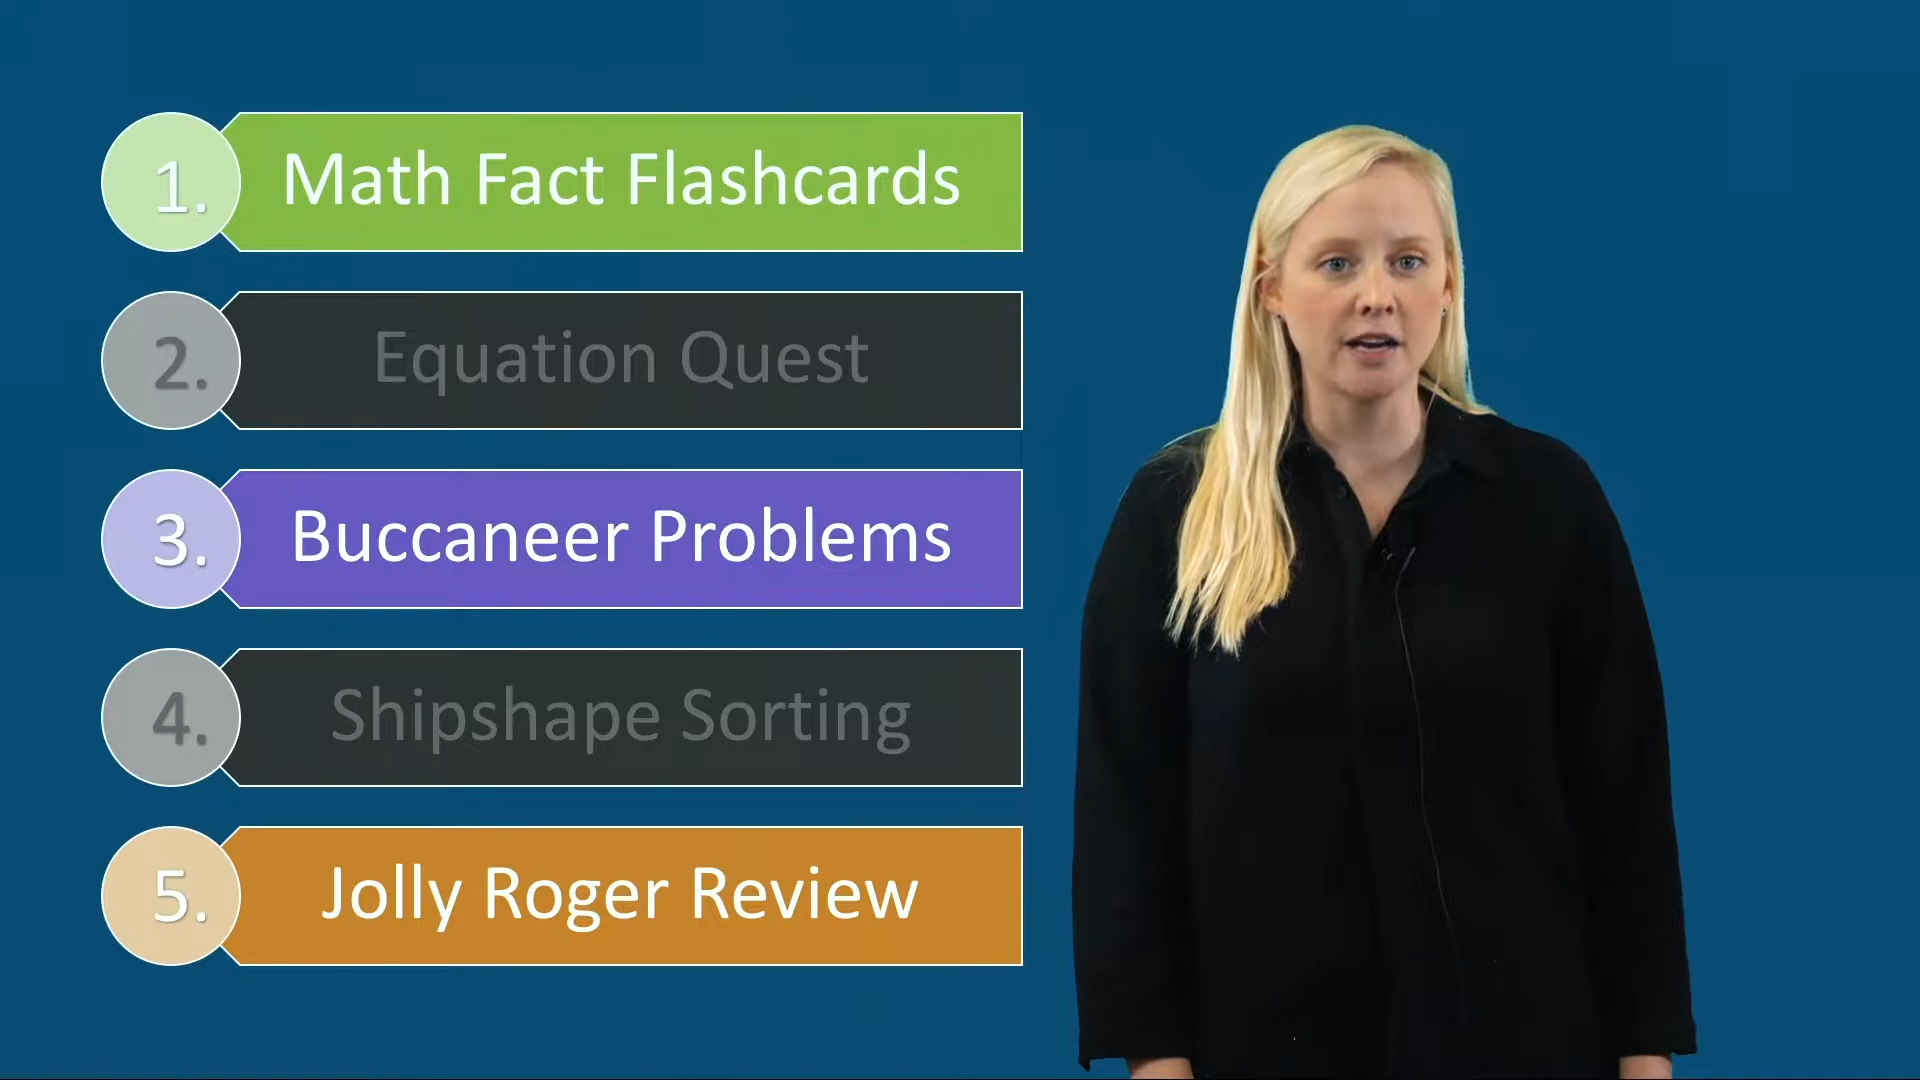 1. Math Fact Flashcards
2. Equation Quest
3. Buccaneer Problems
4. Shipshape Sorting
5. Jolly Roger Review